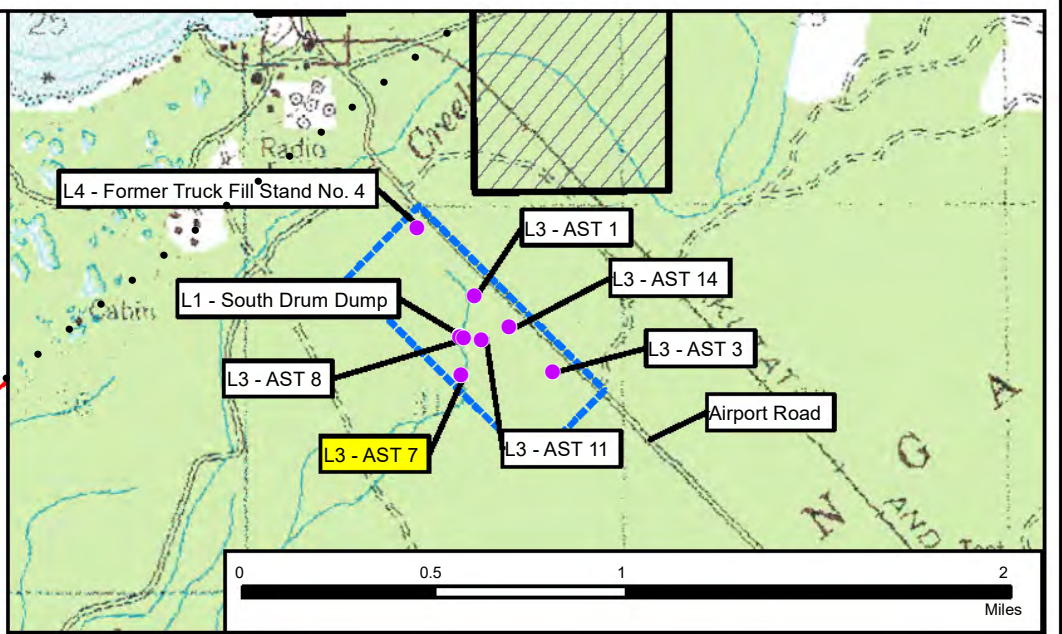 25
Radio
Creek
L4 - Former Truck Fill Stand No. 4
L3 - AST 1
L3 - AST 14
L1 - South Drum Dump
Cabin
L3 - AST 3
L3 - AST 8
A
Airport Road
L3 - AST 7
L3 - AST 11
G
N
AND
0 0.5 1 2
Miles